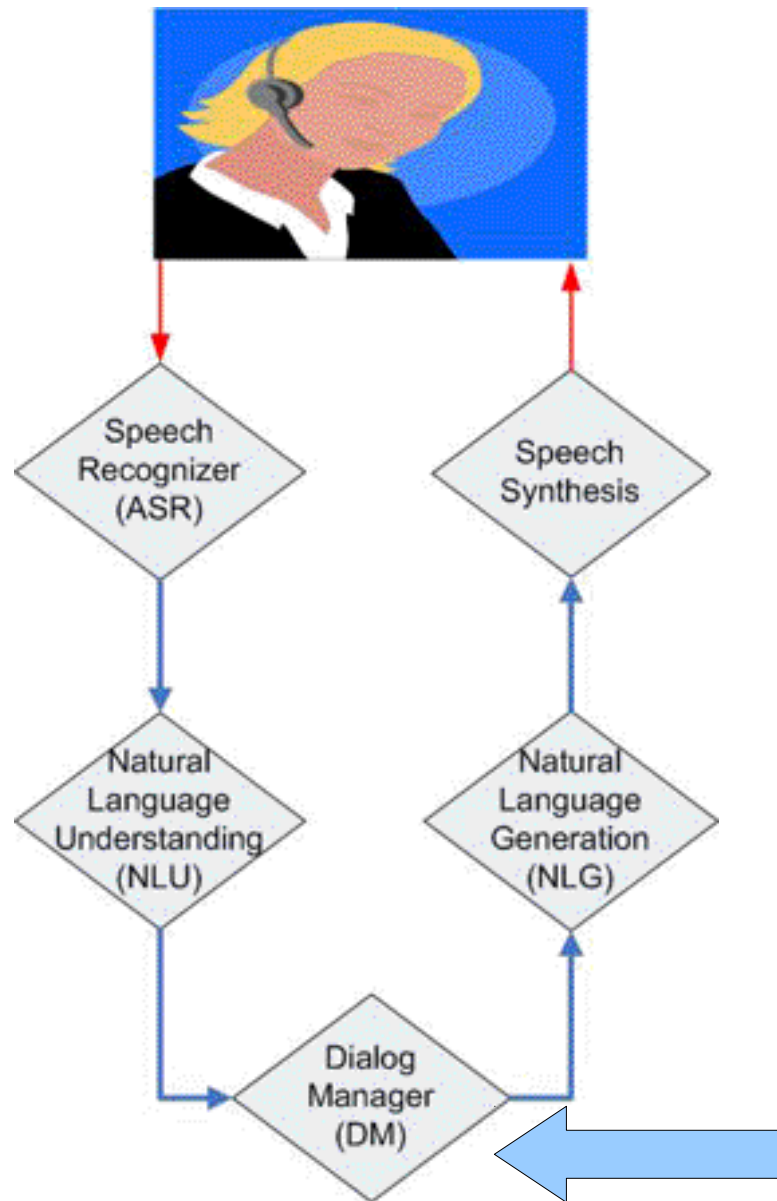 Speech
Recognizer
(ASR)
Speech
Synthesis
Natural
Language
Understanding
(NLU)
Natural
Language
Generation
(NLG)
Dialog
Manager
(DM)